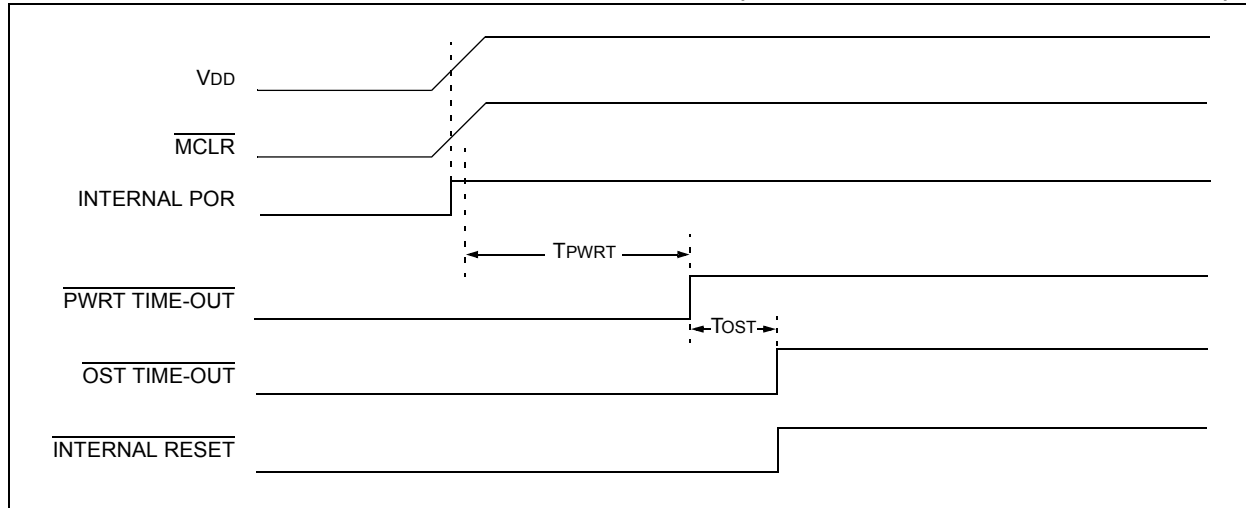 VDD
MCLR
INTERNAL POR
TPWRT
PWRT TIME-OUT
TOST
OST TIME-OUT
INTERNAL RESET